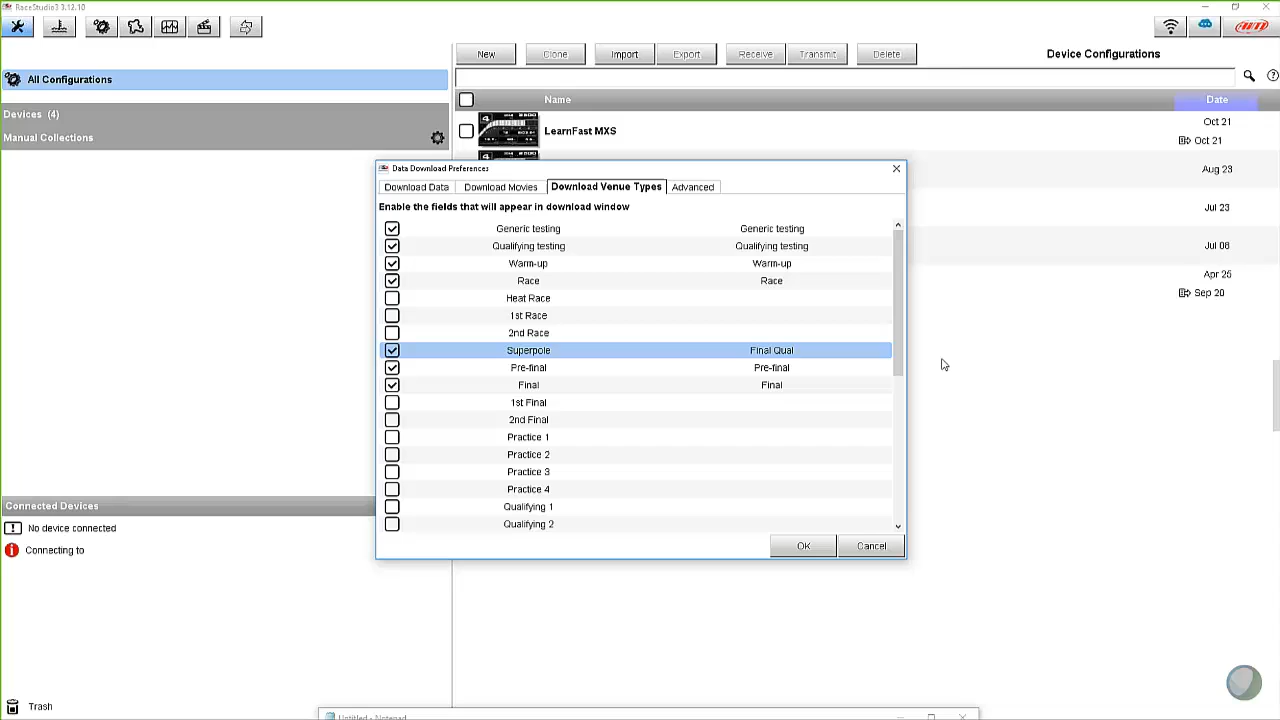 RaceStudio3 3.12.10
New Clone Import Export Receive Transmit Delete Device Configurations
All Configurations
Name Date
Devices (4)
Manual Collections
LearnFast MXS
Oct 21
Oct 21
Aug 23
Jul 23
Jul 08
Apr 25
Sep 20
Data Download Preferences
Download Data Download Movies Download Venue Types Advanced
Enable the fields that will appear in download window
Generic testing Generic testing
Qualifying testing Qualifying testing
Warm-up Warm-up
Race Race
Heat Race
1st Race
2nd Race
Superpole Final Qual
Pre-final Pre-final
Final Final
1st Final
2nd Final
Practice 1
Practice 2
Practice 3
Practice 4
Qualifying 1
Qualifying 2
OK Cancel
Connected Devices
No device connected
Connecting to
Trash
Untitled - Notepad